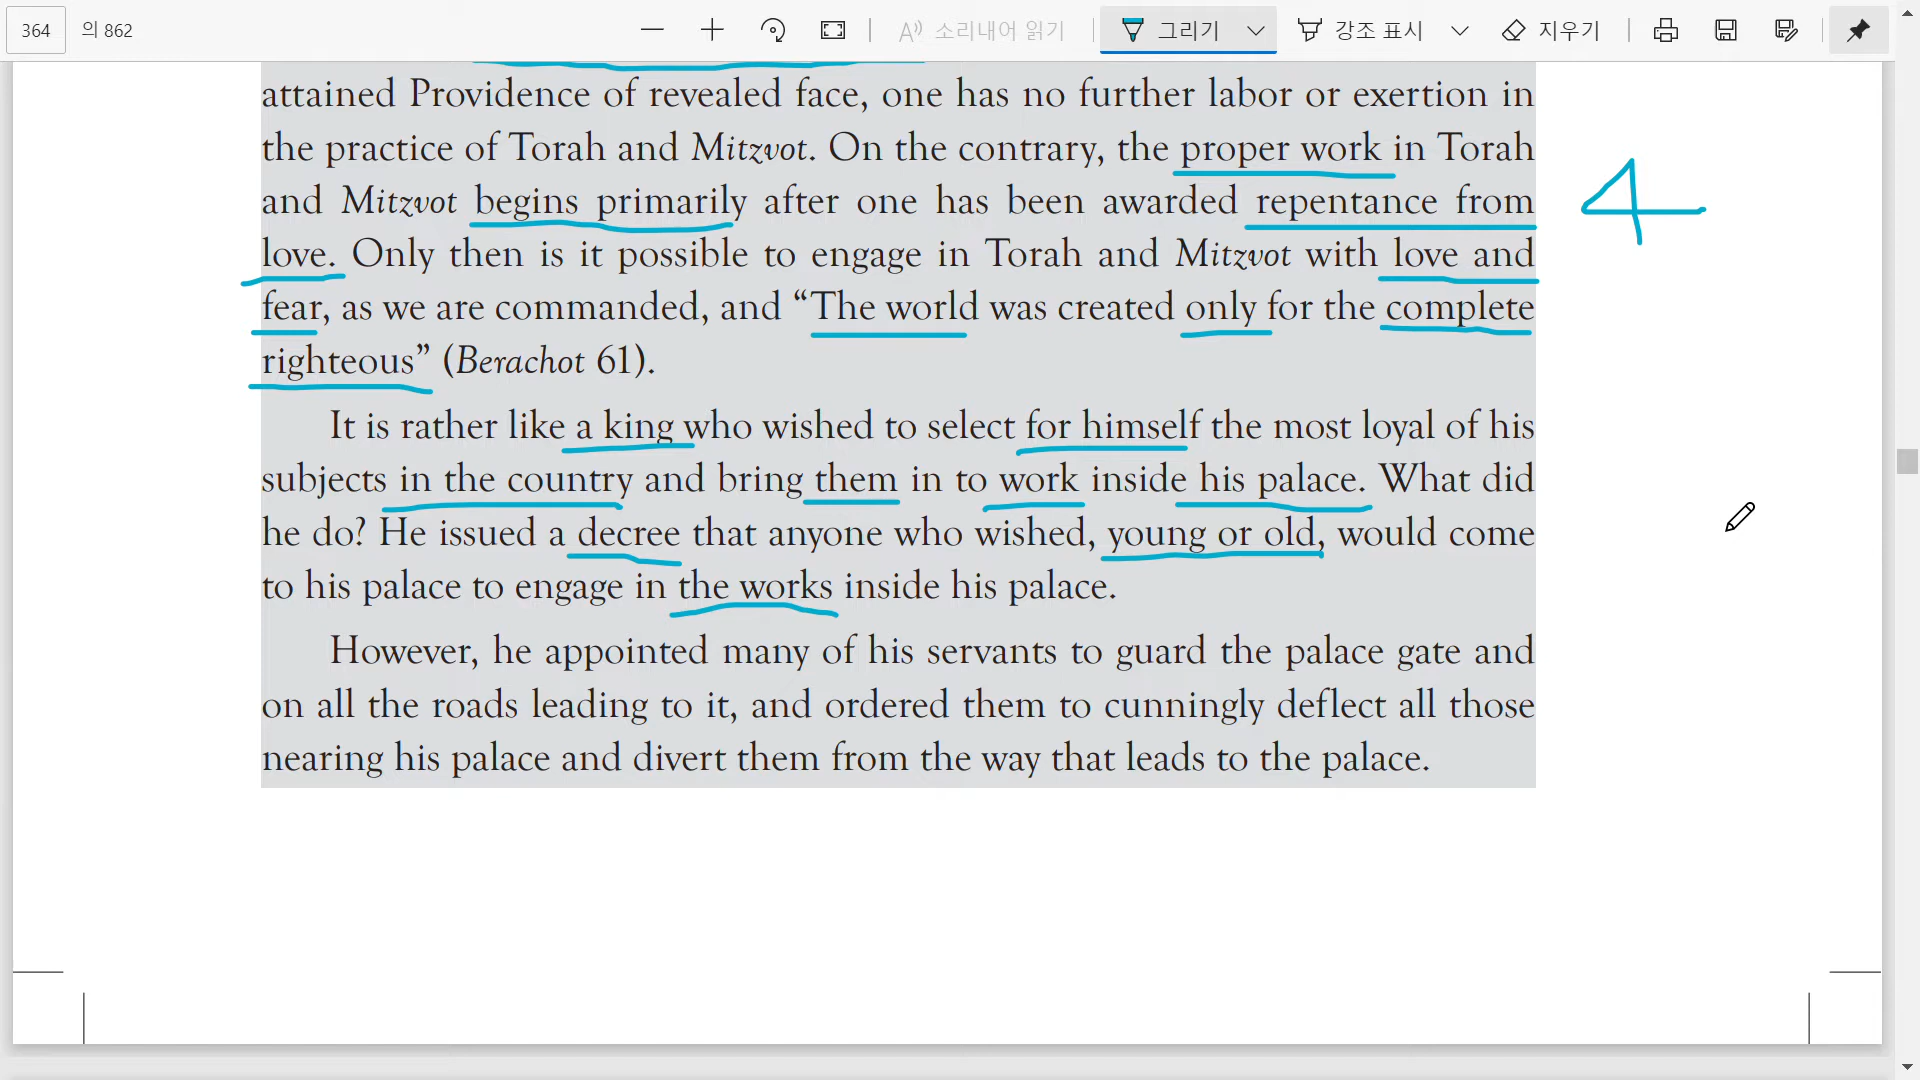 364 의 862 A 소리내어 읽기 그리기 강조 표시 지우기
attained Providence of revealed face, one has no further labor or exertion in
the practice of Torah and Mitzvot. On the contrary, the proper work in Torah
and Mitzvot begins primarily after one has been awarded repentance from
love. Only then is it possible to engage in Torah and Mitzvot with love and
fear, as we are commanded, and “The world was created only for the complete
righteous” (Berachot 61).
4
It is rather like a king who wished to select for himself the most loyal of his
subjects in the country and bring them in to work inside his palace. What did
he do? He issued a decree that anyone who wished, young or old, would come
to his palace to engage in the works inside his palace.
However, he appointed many of his servants to guard the palace gate and
on all the roads leading to it, and ordered them to cunningly deflect all those
nearing his palace and divert them from the way that leads to the palace.